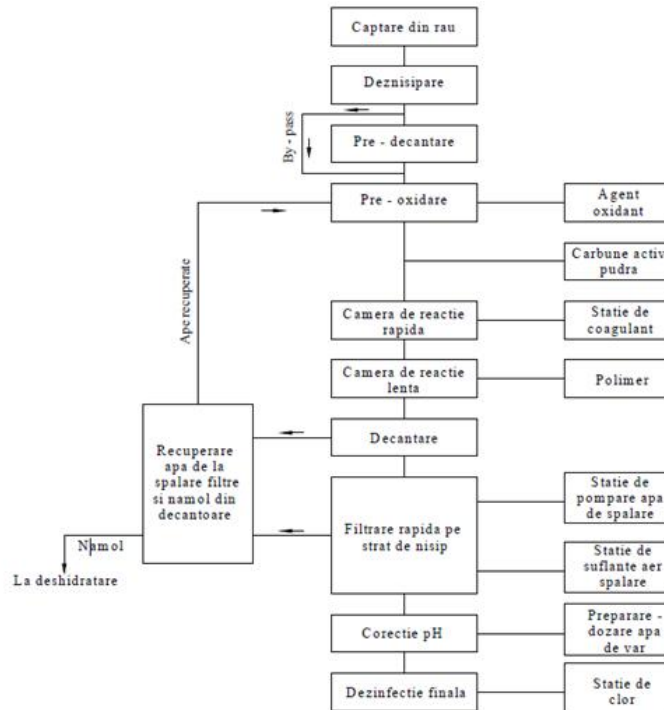 Captare din rau
Deznisipare
By - pass
Pre - decantare
Pre - oxidare
Agent
oxidant
Carbune activ
pudra
Ape recuperate
Camera de reactie
rapida
Statie de
coagulant
Camera de reactie
lenta
Polimer
Decantare
Recuperare
apa de la
spalare filtre
si namol din
decantoare
Filtrare rapida pe
strat de nisip
Statie de
pompare apa
de spalare
Statie de
suflante aer
spalare
Namol
La deshidratare
Corectie pH
Preparare -
dozare apa
de var
Dezinfectie finala
Statie de
clor